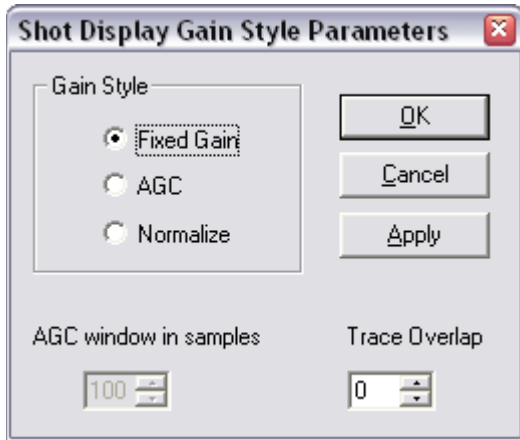 Shot Display Gain Style Parameters
Gain Style
Fixed Gain
AGC
Normalize
OK
Cancel
Apply
AGC window in samples
100
Trace Overlap
0